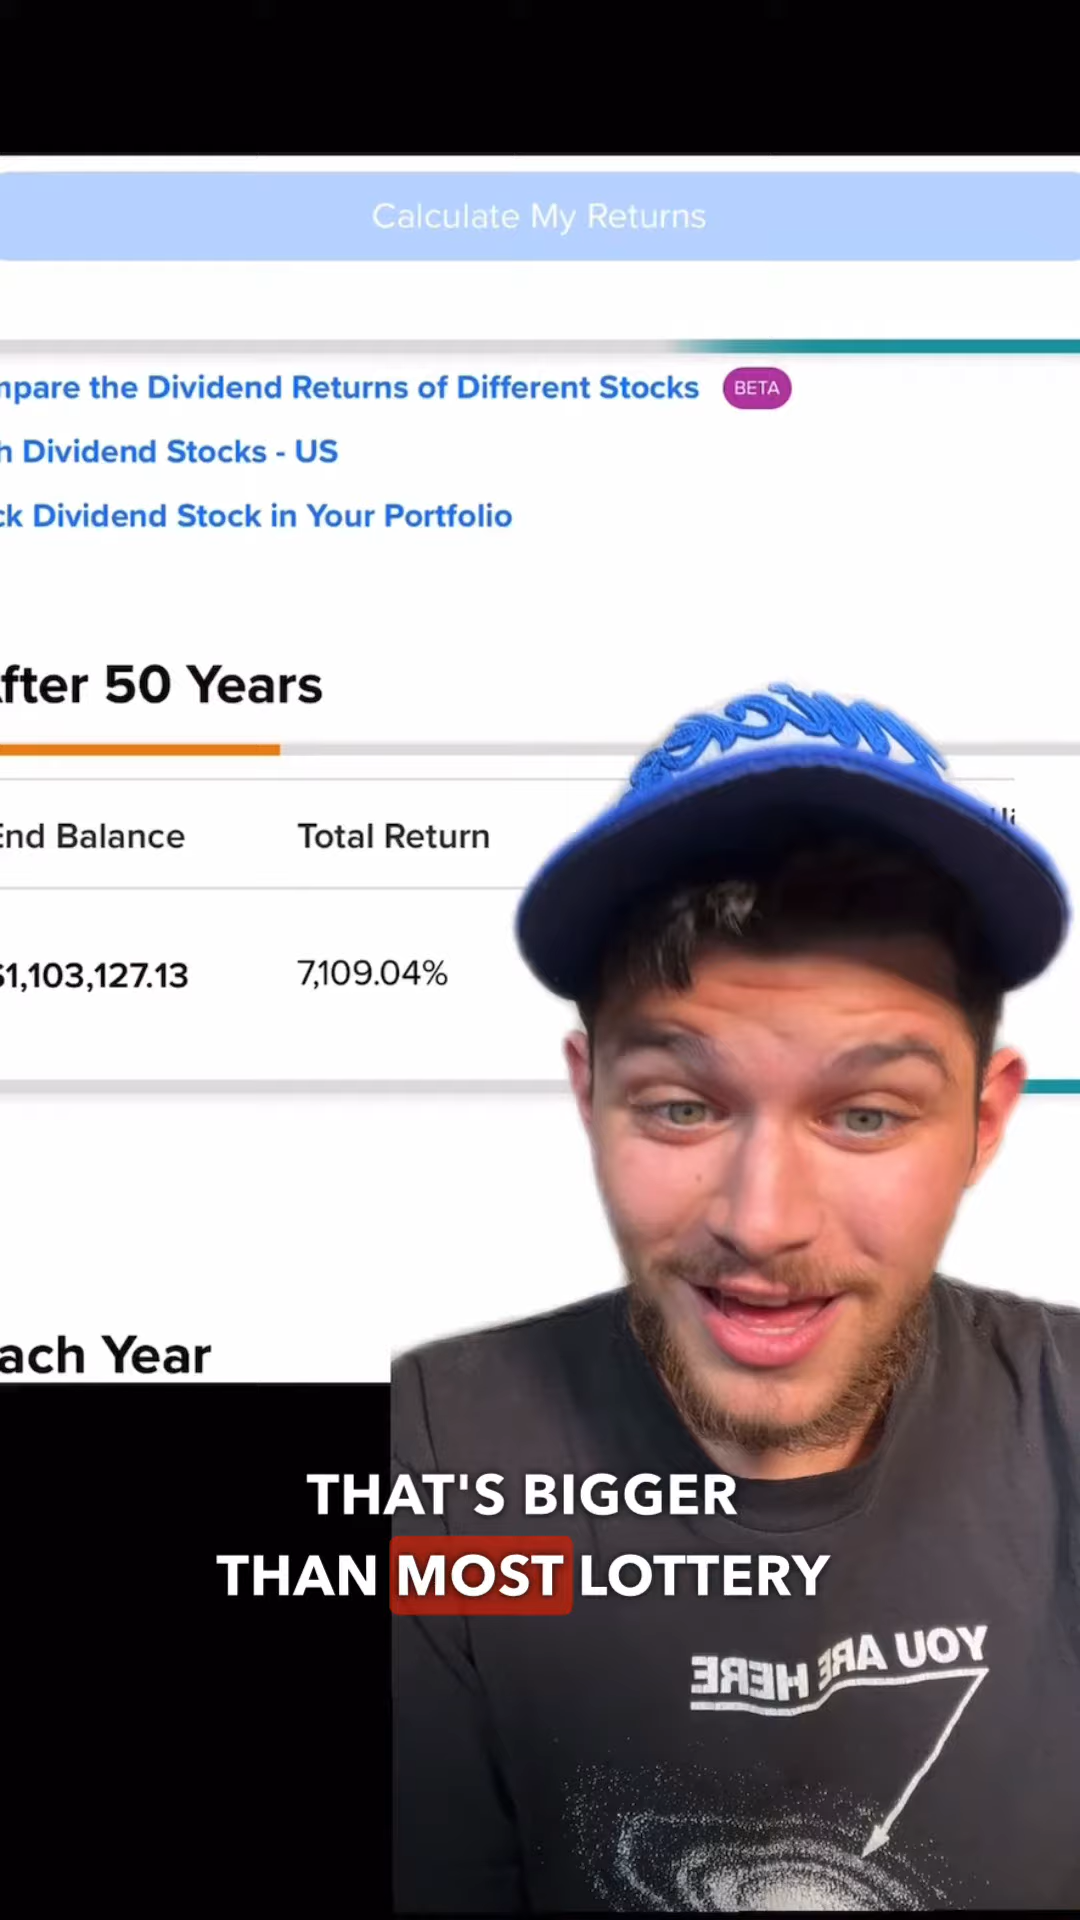 Calculate My Returns
mpare the Dividend Returns of Different Stocks BETA
h Dividend Stocks - US
ck Dividend Stock in Your Portfolio
fter 50 Years
End Balance Total Return
$1,103,127.13 7,109.04%
ach Year
THAT'S BIGGER
THAN MOST LOTTERY
YOU ARE HERE